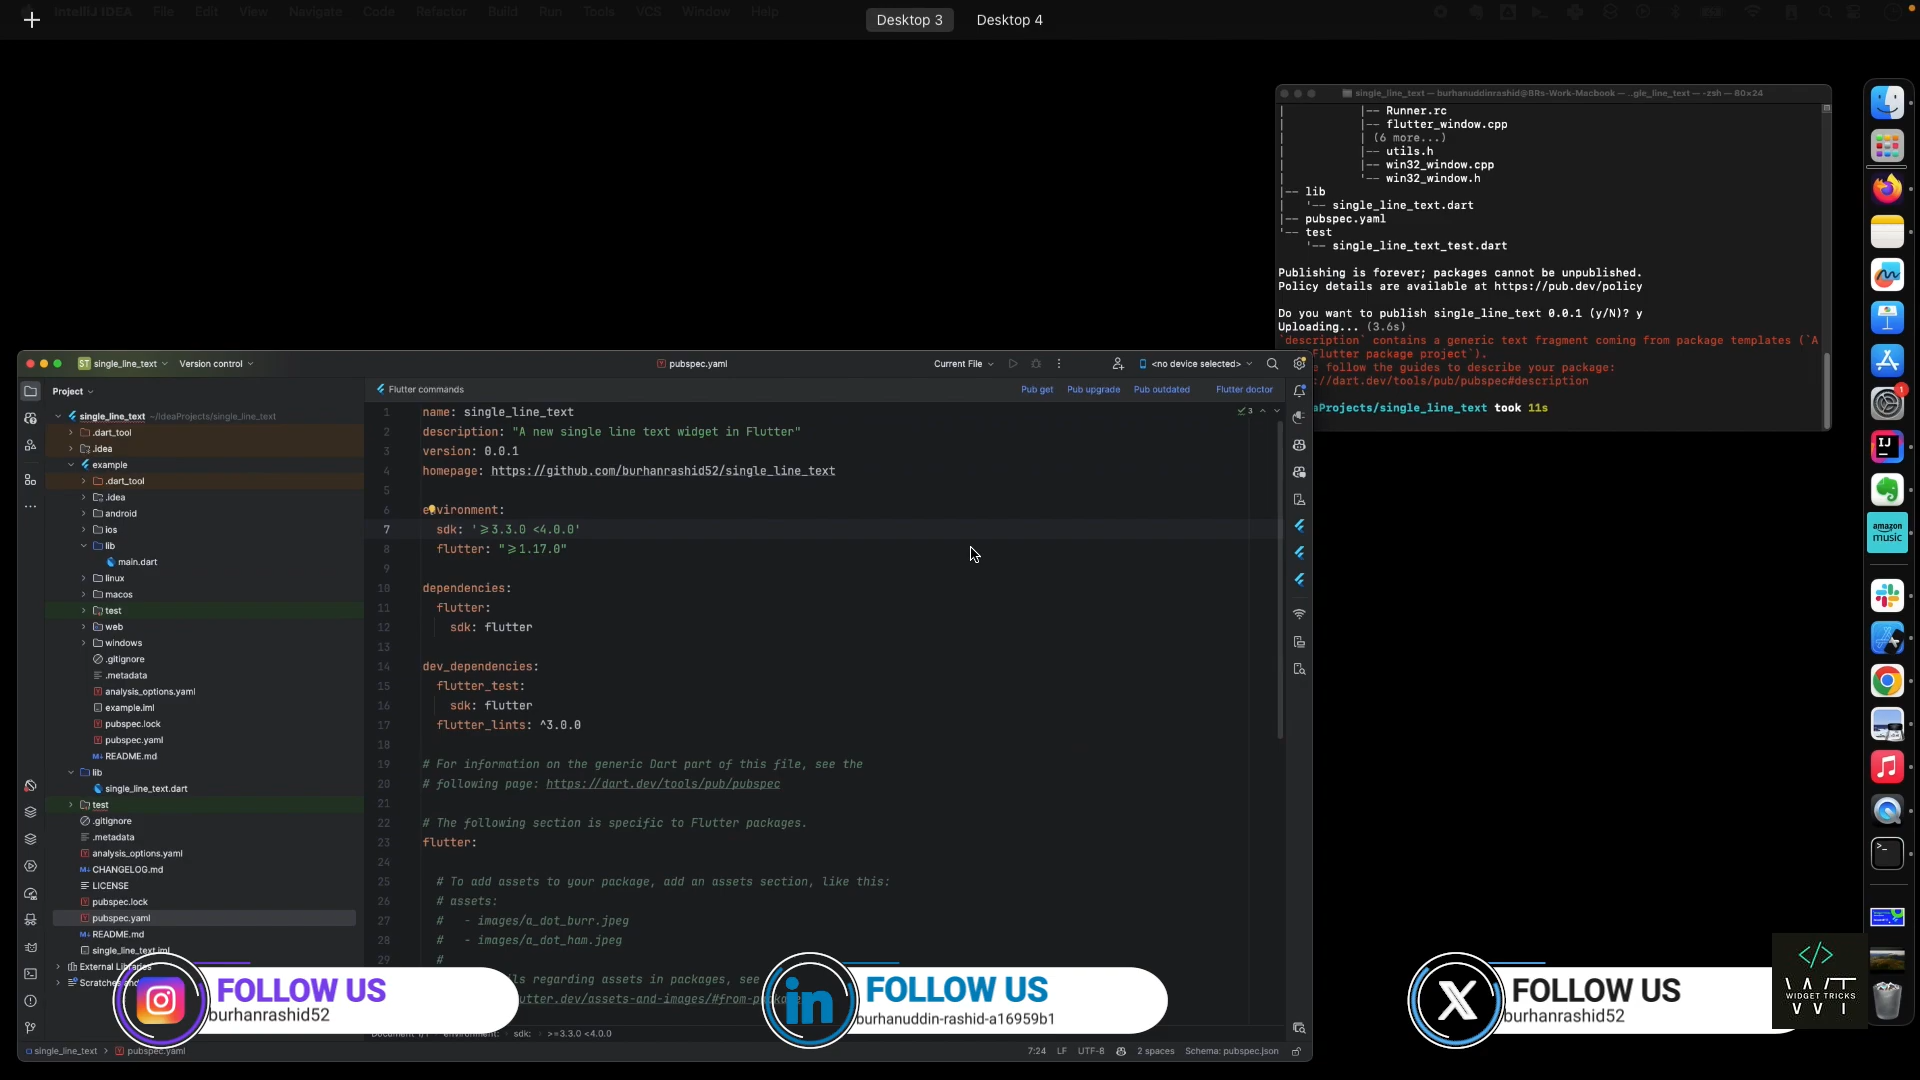 IntelliJ IDEA File Edit View Navigate Code Refactor Build Run Tools VCS Window Help
Desktop 3
Desktop 4
single_line_text — burhanuddinrashid@BRs-Work-Macbook — ..gle_line_text — -zsh — 80×24
|-- Runner.rc
|-- flutter_window.cpp
| (6 more...)
|-- utils.h
|-- win32_window.cpp
'-- win32_window.h
|-- lib
| '-- single_line_text.dart
|-- pubspec.yaml
'-- test
'-- single_line_text_test.dart
Publishing is forever; packages cannot be unpublished.
Policy details are available at https://pub.dev/policy
Do you want to publish single_line_text 0.0.1 (y/N)? y
Uploading... (3.6s)
`description` contains a generic text fragment coming from package templates (`A
Flutter package project`).
e follow the guides to describe your package:
://dart.dev/tools/pub/pubspec#description
aProjects/single_line_text took 11s
ST single_line_text
Version control
pubspec.yaml
Current File
<no device selected>
Project
Flutter commands
Pub get
Pub upgrade
Pub outdated
Flutter doctor
single_line_text ~/IdeaProjects/single_line_text
.dart_tool
.idea
example
.dart_tool
.idea
android
ios
lib
main.dart
linux
macos
test
web
windows
.gitignore
.metadata
analysis_options.yaml
example.iml
pubspec.lock
pubspec.yaml
README.md
lib
single_line_text.dart
test
.gitignore
.metadata
analysis_options.yaml
CHANGELOG.md
LICENSE
pubspec.lock
pubspec.yaml
README.md
single_line_text.iml
External Libraries
Scratches and
1 name: single_line_text
2 description: "A new single line text widget in Flutter"
3 version: 0.0.1
4 homepage: https://github.com/burhanrashid52/single_line_text
5
6 environment:
7 sdk: '>=3.3.0 <4.0.0'
8 flutter: ">=1.17.0"
9
10 dependencies:
11 flutter:
12 sdk: flutter
13
14 dev_dependencies:
15 flutter_test:
16 sdk: flutter
17 flutter_lints: ^3.0.0
18
19 # For information on the generic Dart part of this file, see the
20 # following page: https://dart.dev/tools/pub/pubspec
21
22 # The following section is specific to Flutter packages.
23 flutter:
24
25 # To add assets to your package, add an assets section, like this:
26 # assets:
27 # - images/a_dot_burr.jpeg
28 # - images/a_dot_ham.jpeg
29 #
ils regarding assets in packages, see
utter.dev/assets-and-images/#from-packages
3
Document 1/1 environment: sdk: >=3.3.0 <4.0.0
single_line_text > pubspec.yaml
7:24 LF UTF-8 2 spaces Schema: pubspec.json
FOLLOW US
burhanrashid52
in
FOLLOW US
burhanuddin-rashid-a16959b1
X
FOLLOW US
burhanrashid52
1
IJ
amazon
music
</>
WIDGET TRICKS
WT